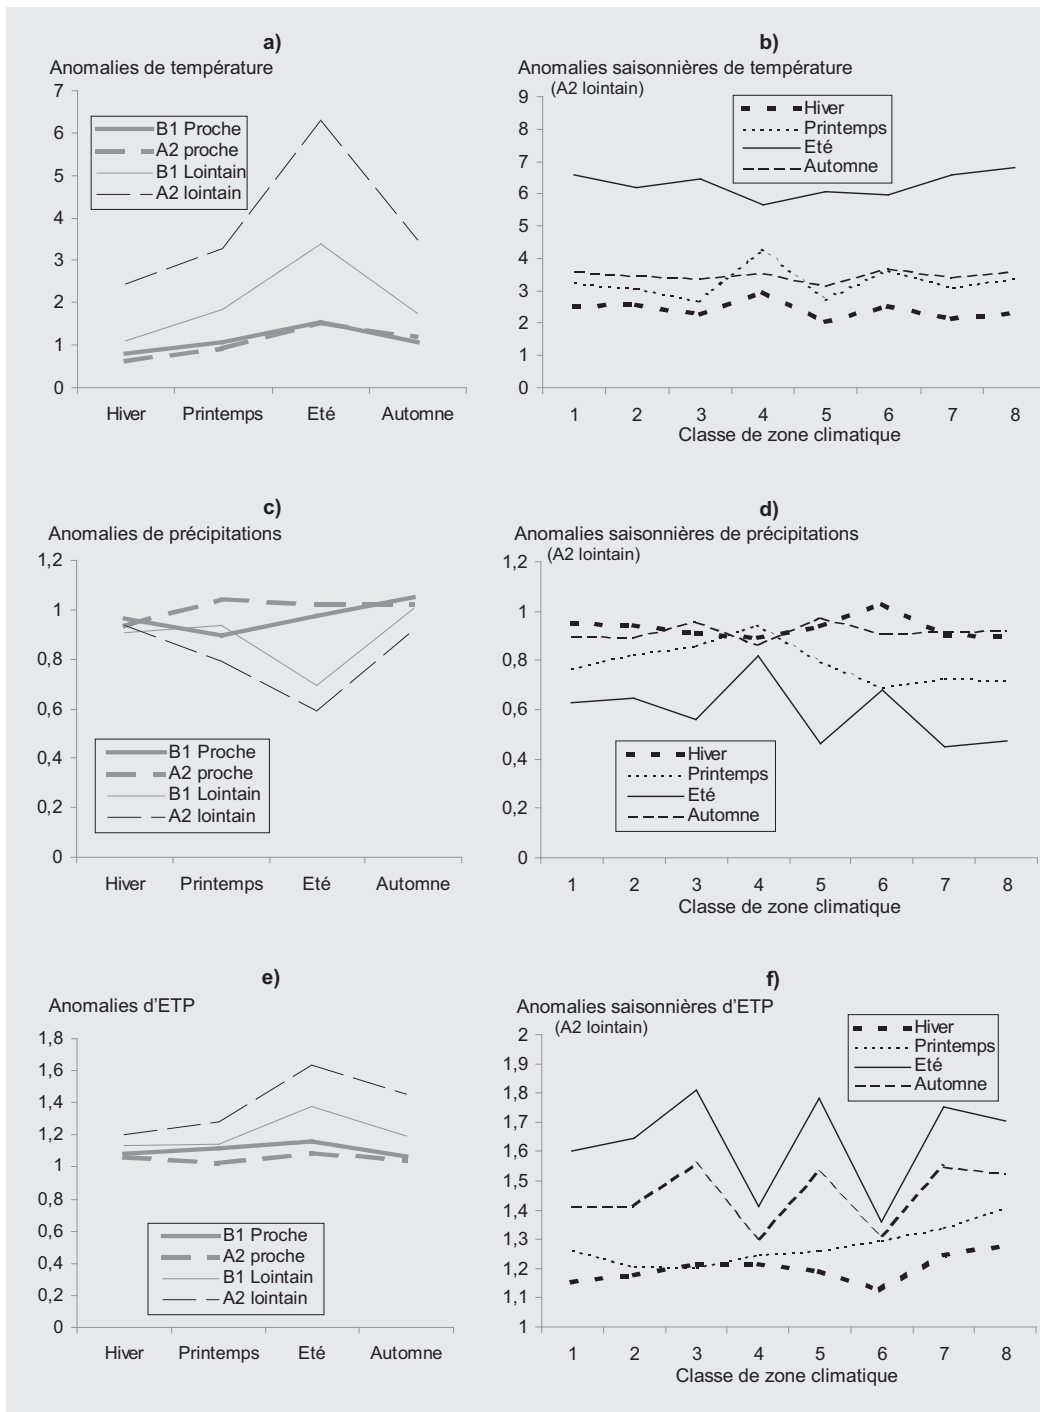 a)
Anomalies de température
7
6
5
4
3
2
1
0
B1 Proche
A2 proche
B1 Lointain
A2 lointain
Hiver Printemps Eté Automne
b)
Anomalies saisonnières de température
(A2 lointain)
9
8
7
6
5
4
3
2
1
0
Hiver
Printemps
Eté
Automne
1 2 3 4 5 6 7 8
Classe de zone climatique
c)
Anomalies de précipitations
1,2
1
0,8
0,6
0,4
0,2
0
B1 Proche
A2 proche
B1 Lointain
A2 lointain
Hiver Printemps Eté Automne
d)
Anomalies saisonnières de précipitations
(A2 lointain)
1,2
1
0,8
0,6
0,4
0,2
0
Hiver
Printemps
Eté
Automne
1 2 3 4 5 6 7 8
Classe de zone climatique
e)
Anomalies d'ETP
1,8
1,6
1,4
1,2
1
0,8
0,6
0,4
0,2
0
B1 Proche
A2 proche
B1 Lointain
A2 lointain
Hiver Printemps Eté Automne
f)
Anomalies saisonnières d'ETP
(A2 lointain)
2
1,9
1,8
1,7
1,6
1,5
1,4
1,3
1,2
1,1
1
Hiver
Printemps
Eté
Automne
1 2 3 4 5 6 7 8
Classe de zone climatique